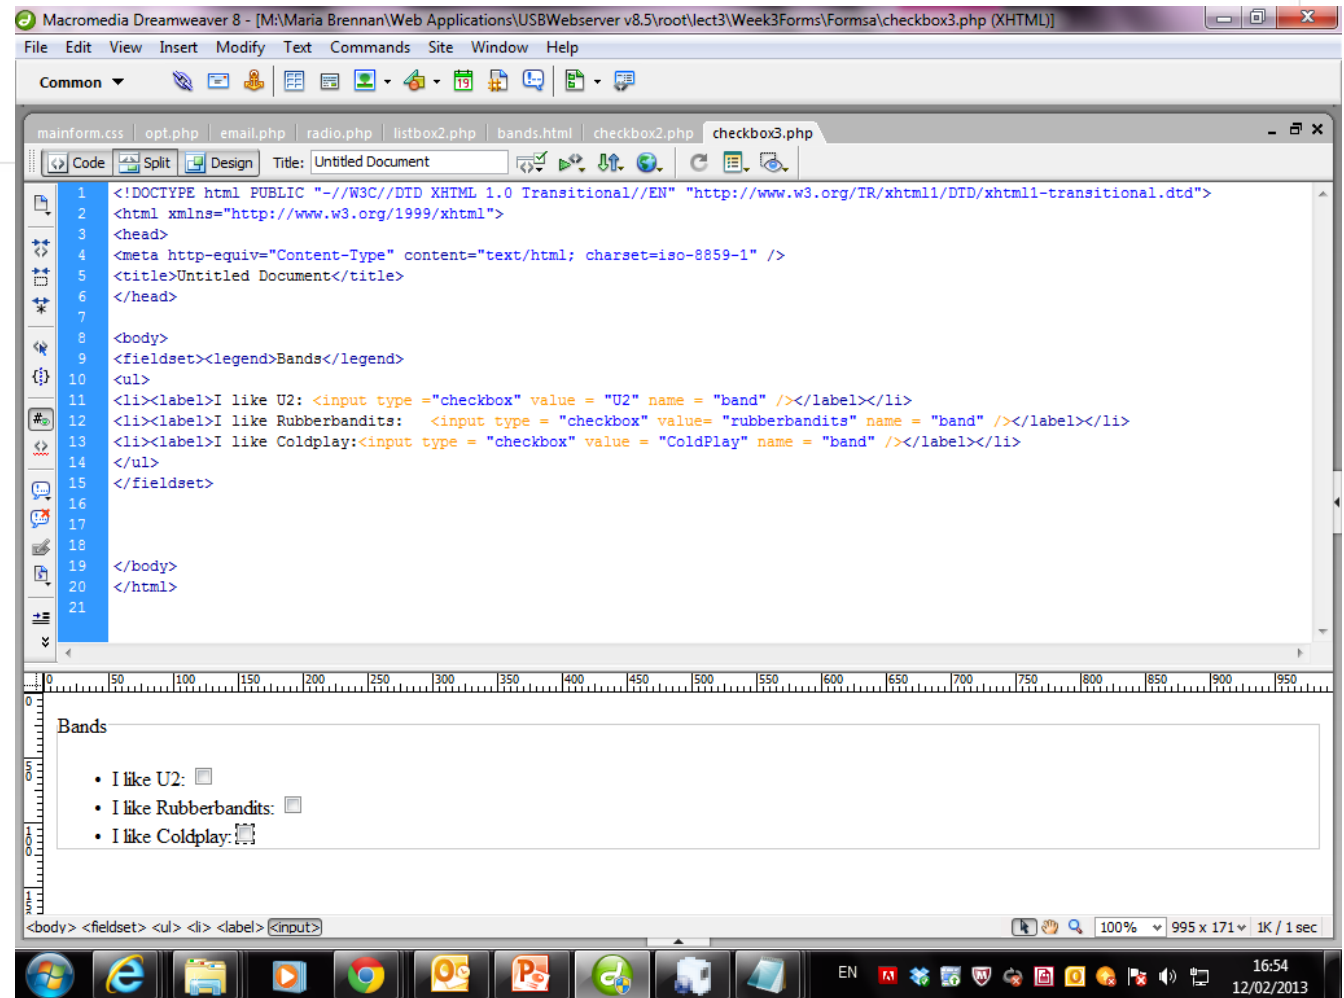 Macromedia Dreamweaver 8 - [M:\Maria Brennan\Web Applications\USBWebserver v8.5\root\lect3\Week3Forms\Formsa\checkbox3.php (XHTML)]
File Edit View Insert Modify Text Commands Site Window Help
Common
19
mainform.css opt.php email.php radio.php listbox2.php bands.html checkbox2.php checkbox3.php
Code Split Design Title: Untitled Document
1 <!DOCTYPE html PUBLIC "-//W3C//DTD XHTML 1.0 Transitional//EN" "http://www.w3.org/TR/xhtml1/DTD/xhtml1-transitional.dtd">
2 <html xmlns="http://www.w3.org/1999/xhtml">
3 <head>
4 <meta http-equiv="Content-Type" content="text/html; charset=iso-8859-1" />
5 <title>Untitled Document</title>
6 </head>
7
8 <body>
9 <fieldset><legend>Bands</legend>
10 <ul>
11 <li><label>I like U2: <input type ="checkbox" value = "U2" name = "band" /></label></li>
12 <li><label>I like Rubberbandits:   <input type = "checkbox" value= "rubberbandits" name = "band" /></label></li>
13 <li><label>I like Coldplay:<input type = "checkbox" value = "ColdPlay" name = "band" /></label></li>
14 </ul>
15 </fieldset>
16
17
18
19 </body>
20 </html>
21
0 50 100 150 200 250 300 350 400 450 500 550 600 650 700 750 800 850 900 950
0
50
100
Bands
• I like U2:
• I like Rubberbandits:
• I like Coldplay:
<body> <fieldset> <ul> <li> <label> <input> 100% 995 x 171 1K / 1 sec
EN 16:54
12/02/2013